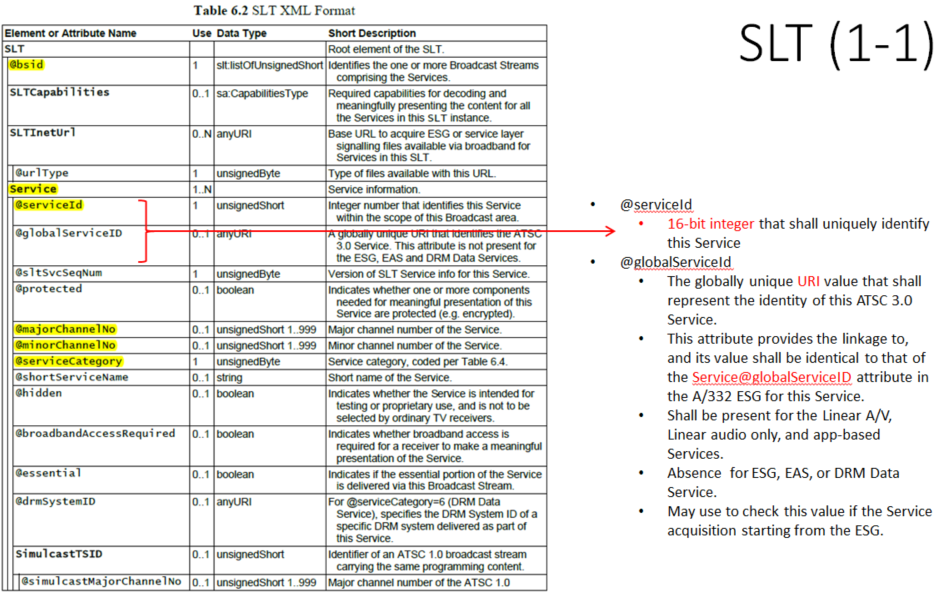 Table 6.2 SLT XML Format
SLT (1-1)
Element or Attribute Name Use Data Type Short Description
SLT Root element of the SLT.
@bsid 1 slt:listOfUnsignedShort Identifies the one or more Broadcast Streams
comprising the Services.
SLTCapabilities 0..1 sa:CapabilitiesType Required capabilities for decoding and
meaningfully presenting the content for all
the Services in this SLT instance.
SLTInetUrl 0..N anyURI Base URL to acquire ESG or service layer
signalling files available via broadband for
Services in this SLT.
@urlType 1 unsignedByte Type of files available with this URL.
Service 1..N Service information.
@serviceId 1 unsignedShort Integer number that identifies this Service
within the scope of this Broadcast area.
@globalServiceID 0..1 anyURI A globally unique URI that identifies the ATSC
3.0 Service. This attribute is not present for
the ESG, EAS and DRM Data Services.
@sltSvcSeqNum 1 unsignedByte Version of SLT Service info for this Service.
@protected 0..1 boolean Indicates whether one or more components
needed for meaningful presentation of this
Service are protected (e.g. encrypted).
@majorChannelNo 0..1 unsignedShort 1..999 Major channel number of the Service.
@minorChannelNo 0..1 unsignedShort 1..999 Minor channel number of the Service.
@serviceCategory 1 unsignedByte Service category, coded per Table 6.4.
@shortServiceName 0..1 string Short name of the Service.
@hidden 0..1 boolean Indicates whether the Service is intended for
testing or proprietary use, and is not to be
selected by ordinary TV receivers.
@broadbandAccessRequired 0..1 boolean Indicates whether broadband access is
required for a receiver to make a meaningful
presentation of the Service.
@essential 0..1 boolean Indicates if the essential portion of the Service
is delivered via this Broadcast Stream.
@drmSystemID 0..1 anyURI For @serviceCategory=6 (DRM Data
Service), specifies the DRM System ID of a
specific DRM system delivered as part of
this Service.
SimulcastTSID 0..1 unsignedShort Identifier of an ATSC 1.0 broadcast stream
carrying the same programming content.
@simulcastMajorChannelNo 0..1 unsignedShort 1..999 Major channel number of the ATSC 1.0
• @serviceId
• 16-bit integer that shall uniquely identify
this Service
• @globalServiceId
• The globally unique URI value that shall
represent the identity of this ATSC 3.0
Service.
• This attribute provides the linkage to,
and its value shall be identical to that of
the Service@globalServiceID attribute in
the A/332 ESG for this Service.
• Shall be present for the Linear A/V,
Linear audio only, and app-based
Services.
• Absence for ESG, EAS, or DRM Data
Service.
• May use to check this value if the Service
acquisition starting from the ESG.